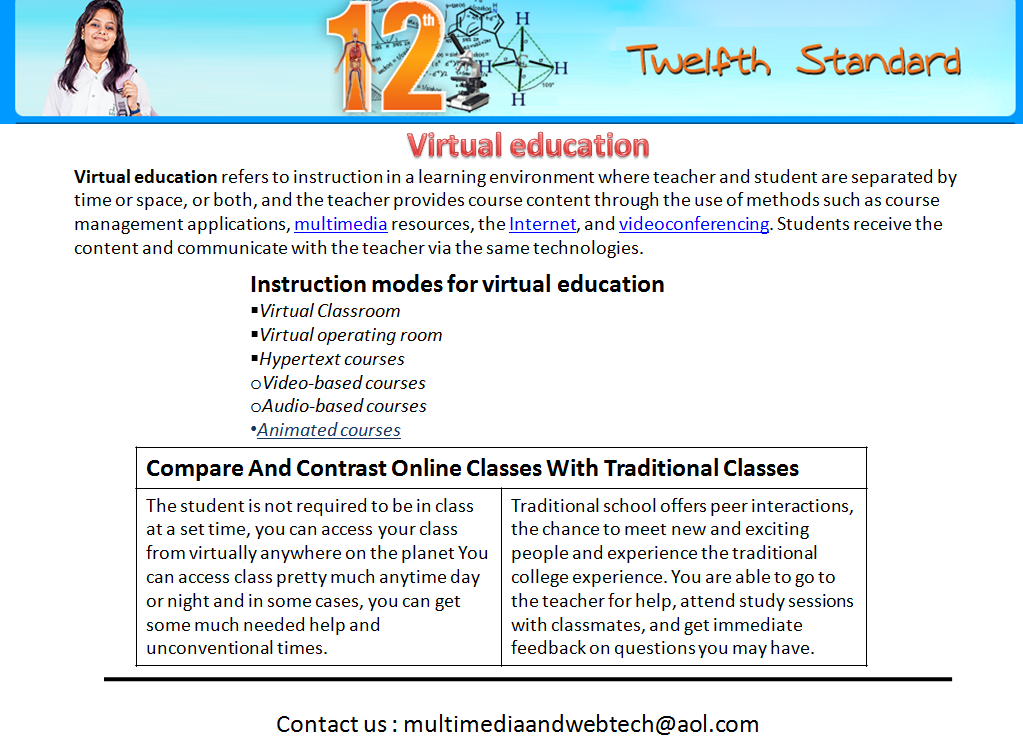 12th
H
H
C
H
H
109°
Twelfth Standard
Virtual education
Virtual education refers to instruction in a learning environment where teacher and student are separated by
time or space, or both, and the teacher provides course content through the use of methods such as course
management applications, multimedia resources, the Internet, and videoconferencing. Students receive the
content and communicate with the teacher via the same technologies.
Instruction modes for virtual education
▪Virtual Classroom
▪Virtual operating room
▪Hypertext courses
oVideo-based courses
oAudio-based courses
•Animated courses
Compare And Contrast Online Classes With Traditional Classes
The student is not required to be in class
at a set time, you can access your class
from virtually anywhere on the planet You
can access class pretty much anytime day
or night and in some cases, you can get
some much needed help and
unconventional times.
Traditional school offers peer interactions,
the chance to meet new and exciting
people and experience the traditional
college experience. You are able to go to
the teacher for help, attend study sessions
with classmates, and get immediate
feedback on questions you may have.
Contact us : multimediaandwebtech@aol.com